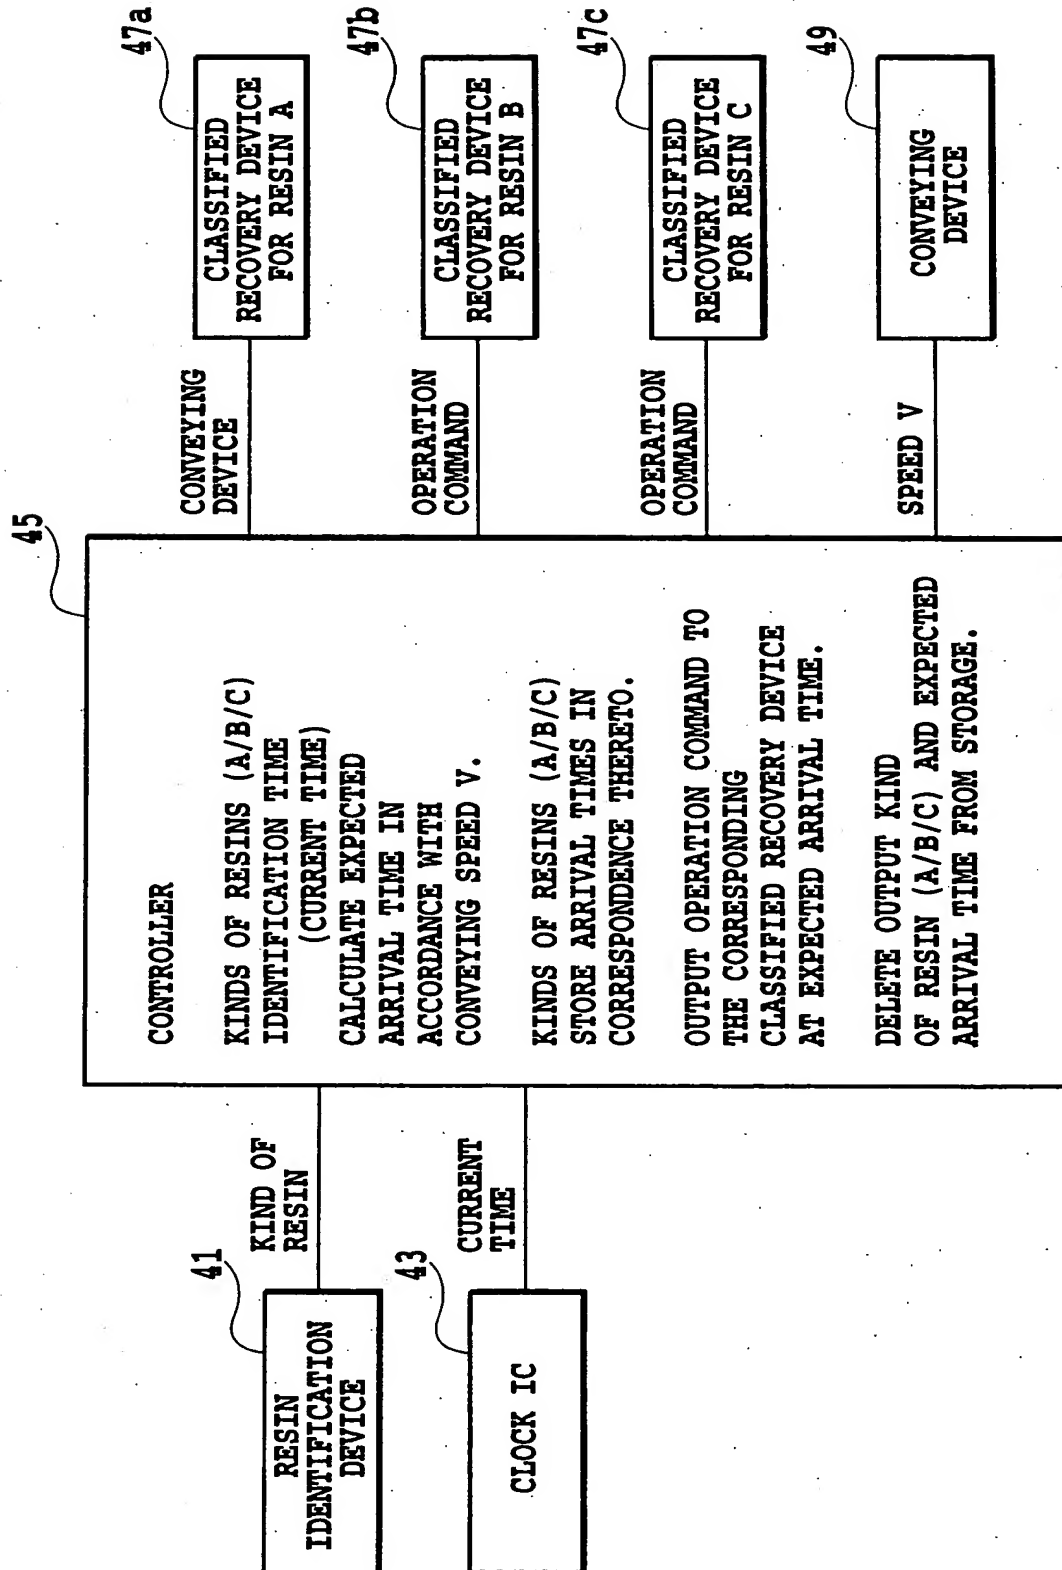 41
RESIN
IDENTIFICATION
DEVICE
KIND OF
RESIN
43
CLOCK IC
CURRENT
TIME
45
CONTROLLER
KINDS OF RESINS (A/B/C)
IDENTIFICATION TIME
(CURRENT TIME)
CALCULATE EXPECTED
ARRIVAL TIME IN
ACCORDANCE WITH
CONVEYING SPEED V.
KINDS OF RESINS (A/B/C)
STORE ARRIVAL TIMES IN
CORRESPONDENCE THERETO.
OUTPUT OPERATION COMMAND TO
THE CORRESPONDING
CLASSIFIED RECOVERY DEVICE
AT EXPECTED ARRIVAL TIME.
DELETE OUTPUT KIND
OF RESIN (A/B/C) AND EXPECTED
ARRIVAL TIME FROM STORAGE.
CONVEYING
DEVICE
47a
CLASSIFIED
RECOVERY DEVICE
FOR RESIN A
OPERATION
COMMAND
47b
CLASSIFIED
RECOVERY DEVICE
FOR RESIN B
OPERATION
COMMAND
47c
CLASSIFIED
RECOVERY DEVICE
FOR RESIN C
SPEED V
49
CONVEYING
DEVICE